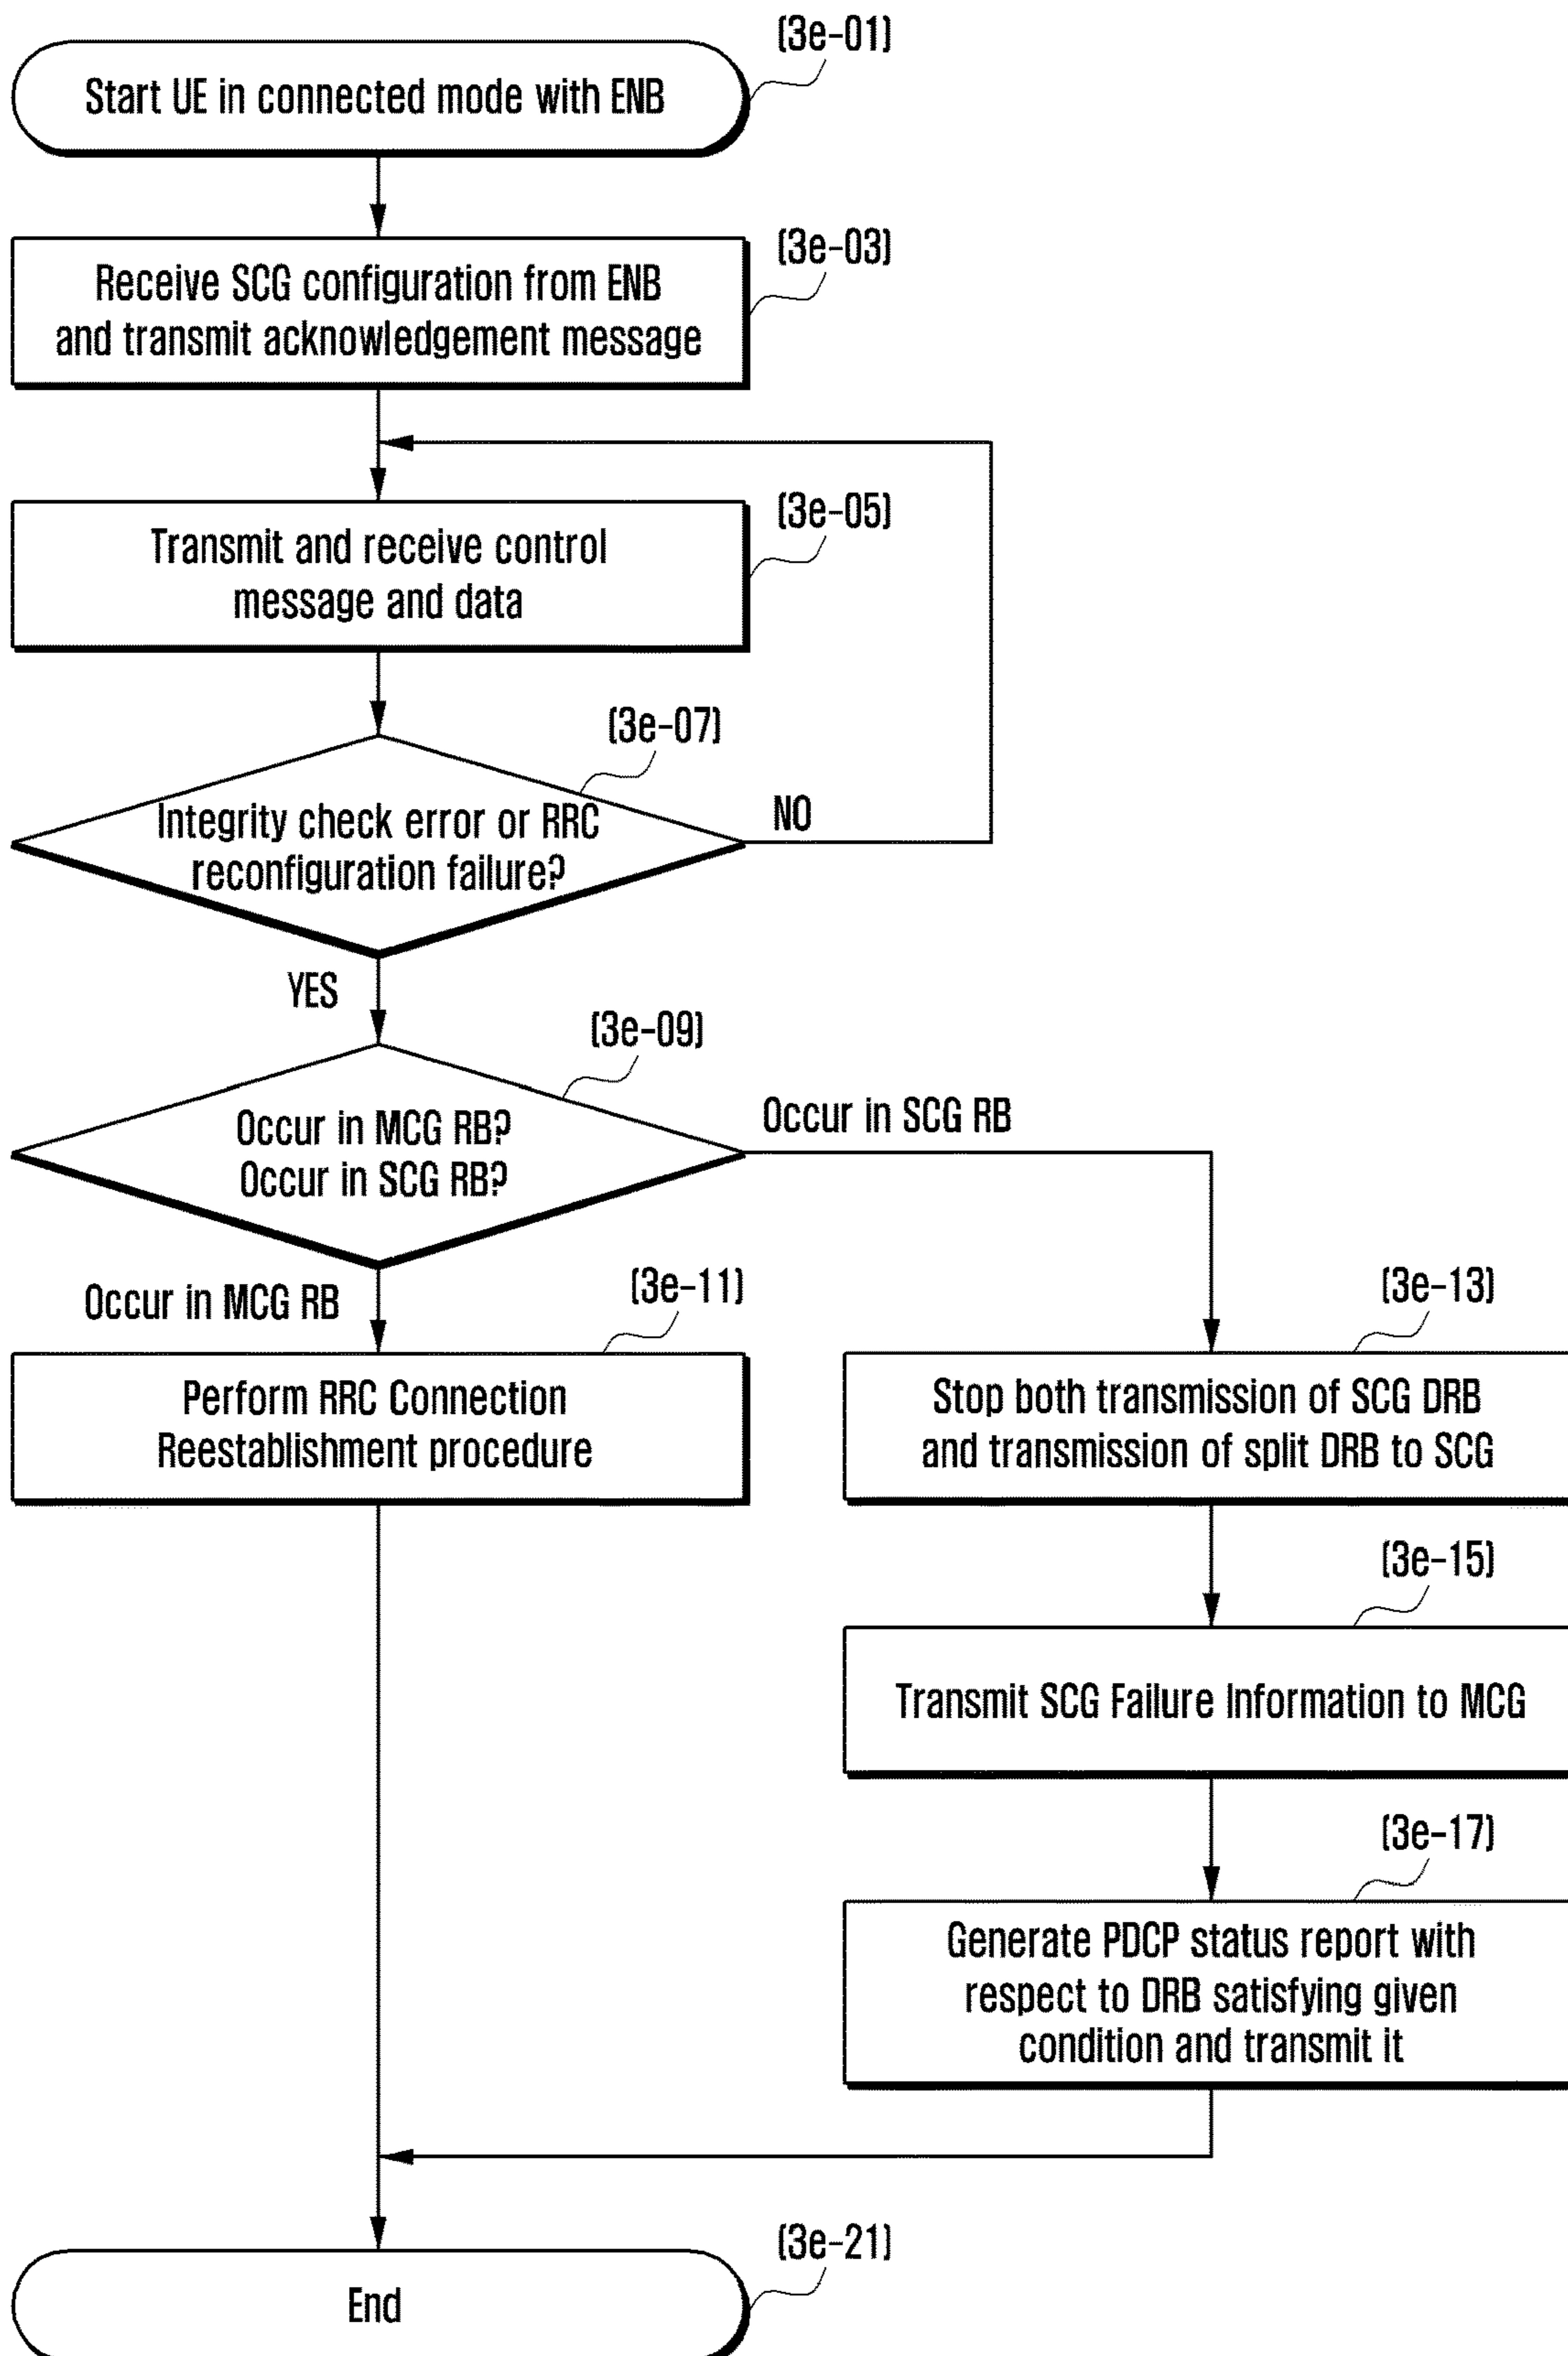 (3e-01)
Start UE in connected mode with ENB
(3e-03)
Receive SCG configuration from ENB
and transmit acknowledgement message
(3e-05)
Transmit and receive control
message and data
(3e-07)
Integrity check error or RRC
reconfiguration failure?
NO
YES
(3e-09)
Occur in MCG RB?
Occur in SCG RB?
Occur in SCG RB
Occur in MCG RB
(3e-11)
Perform RRC Connection
Reestablishment procedure
(3e-13)
Stop both transmission of SCG DRB
and transmission of split DRB to SCG
(3e-15)
Transmit SCG Failure Information to MCG
(3e-17)
Generate PDCP status report with
respect to DRB satisfying given
condition and transmit it
(3e-21)
End